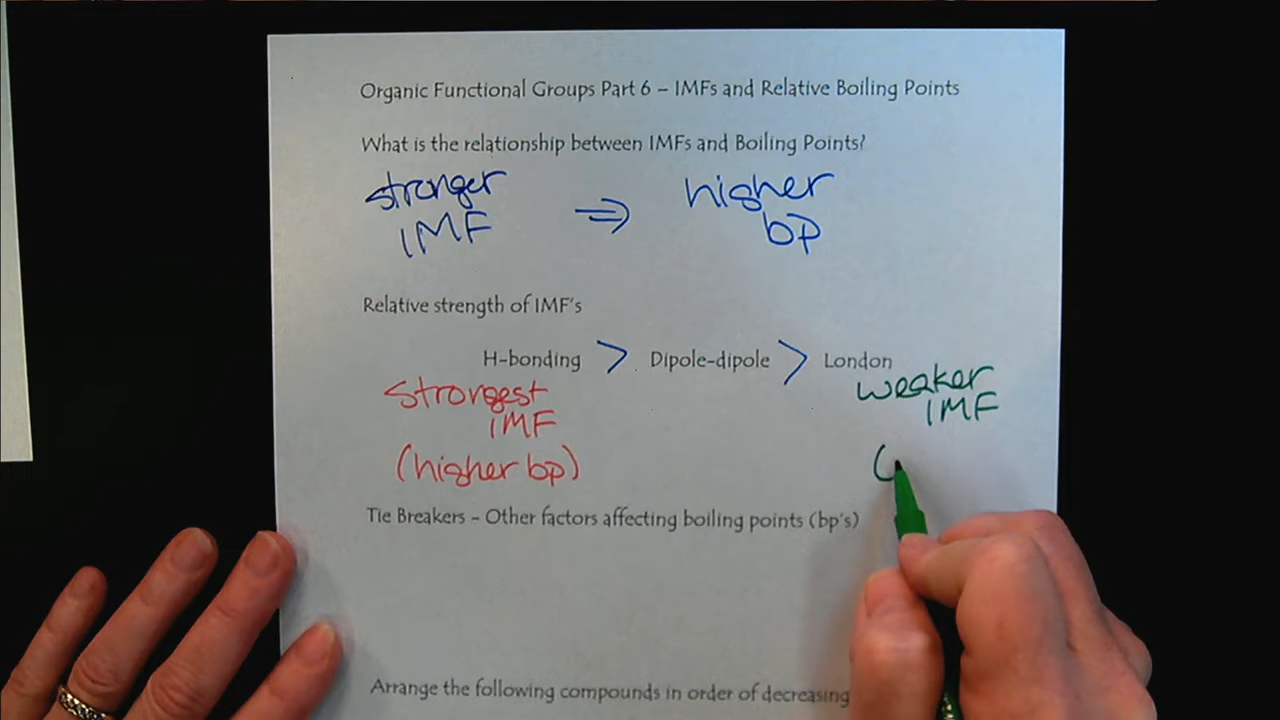 Organic Functional Groups Part 6 – IMFs and Relative Boiling Points
What is the relationship between IMFs and Boiling Points?
stronger IMF ⇒ higher bp
Relative strength of IMF's
H-bonding > Dipole-dipole > London
strongest IMF
(higher bp)
weaker IMF
(
Tie Breakers – Other factors affecting boiling points (bp's)
Arrange the following compounds in order of decreasing